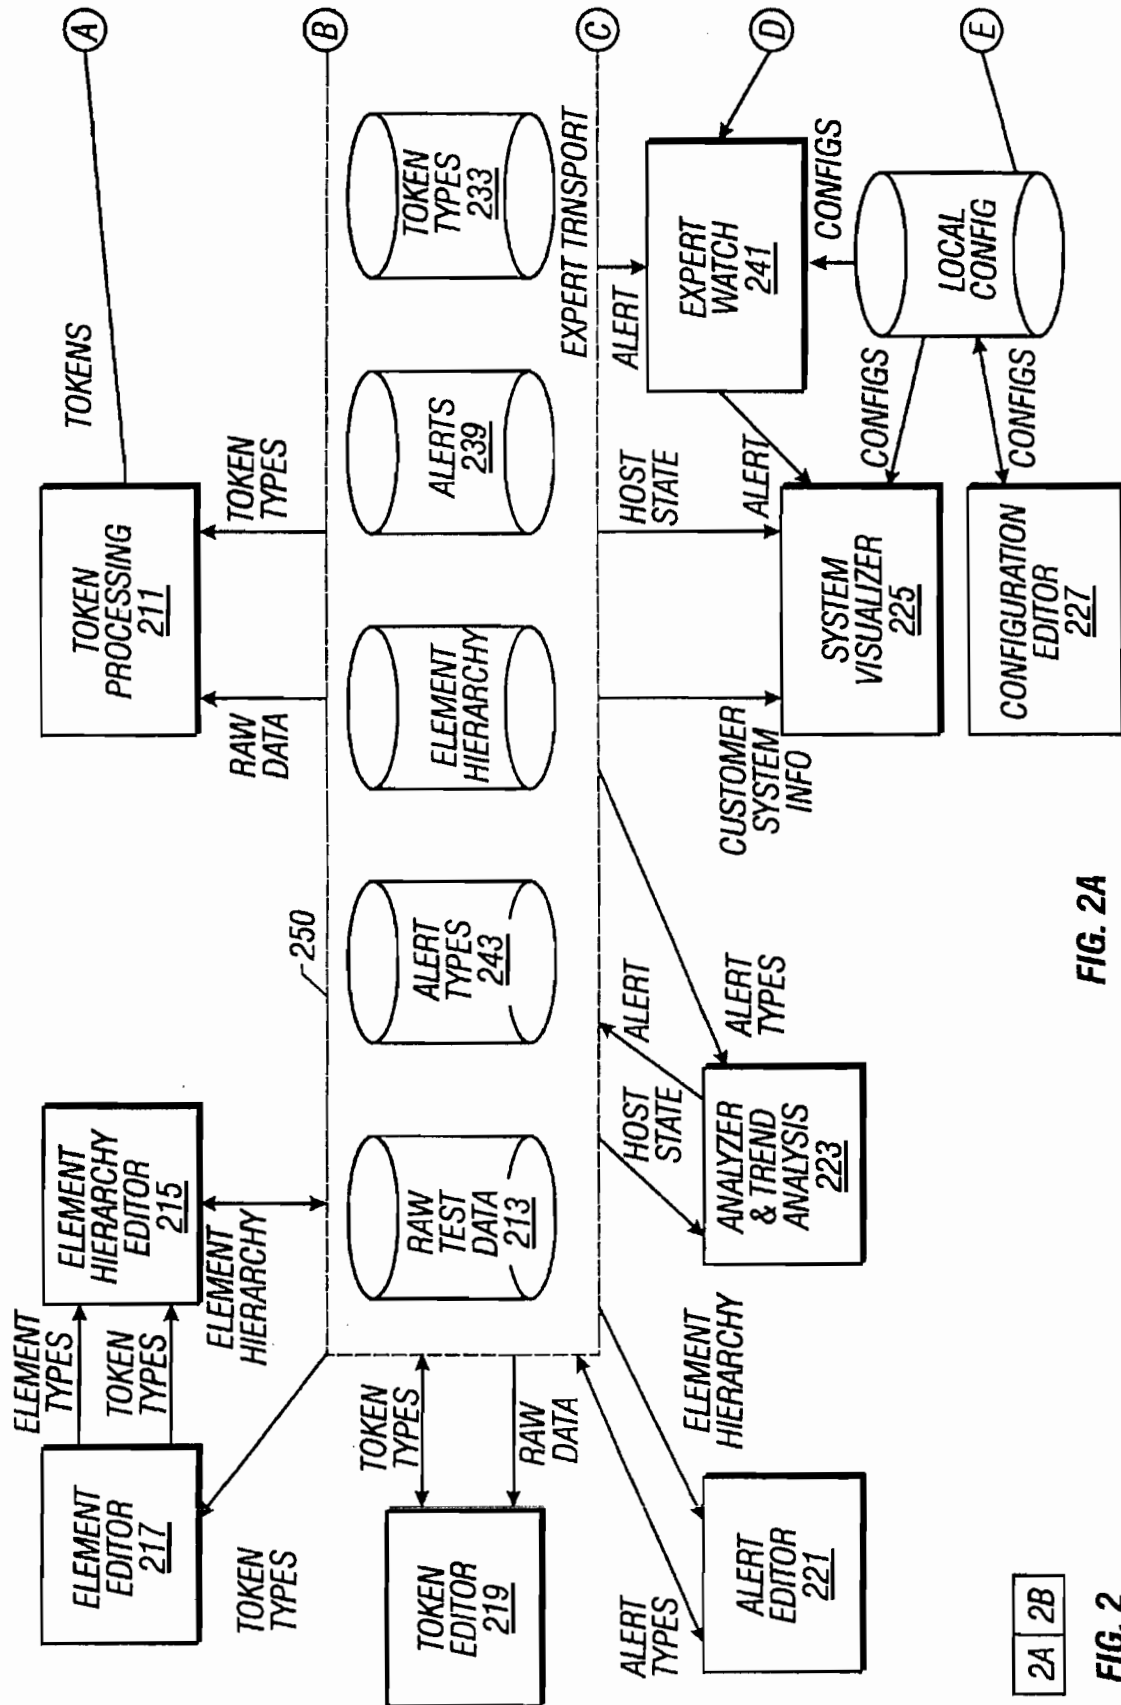 ELEMENT
EDITOR
217
ELEMENT
TYPES
TOKEN
TYPES
ELEMENT
HIERARCHY
EDITOR
215
TOKEN
PROCESSING
211
TOKENS
A
TOKEN
TYPES
ELEMENT
HIERARCHY
250
RAW
DATA
TOKEN
TYPES
B
TOKEN
EDITOR
219
TOKEN
TYPES
RAW
DATA
RAW
TEST
DATA
213
ALERT
TYPES
243
ELEMENT
HIERARCHY
ALERTS
239
TOKEN
TYPES
233
EXPERT TRNSPORT
C
ALERT
TYPES
ALERT
EDITOR
221
ELEMENT
HIERARCHY
HOST
STATE
ALERT
ANALYZER
& TREND
ANALYSIS
223
ALERT
TYPES
CUSTOMER
SYSTEM
INFO
HOST
STATE
ALERT
ALERT
EXPERT
WATCH
241
D
SYSTEM
VISUALIZER
225
CONFIGS
CONFIGS
LOCAL
CONFIG
E
CONFIGURATION
EDITOR
227
CONFIGS
2A
2B
FIG. 2
FIG. 2A